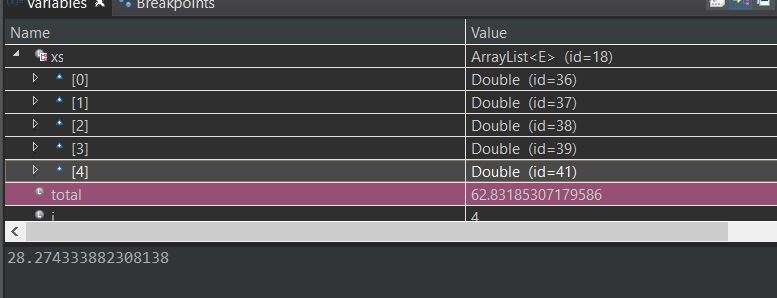 Variables Breakpoints
Name Value
xs ArrayList<E> (id=18)
[0] Double (id=36)
[1] Double (id=37)
[2] Double (id=38)
[3] Double (id=39)
[4] Double (id=41)
total 62.83185307179586
i 4
28.274333882308138